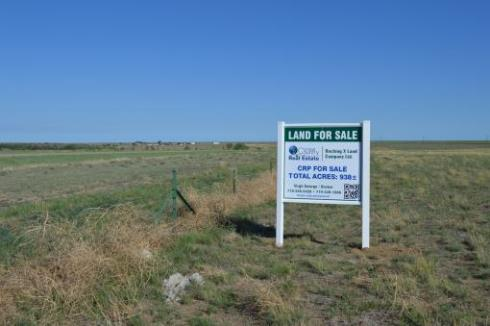 LAND FOR SALE
Real Estate
Rocking X Land
Company Ltd.
CRP FOR SALE
TOTAL ACRES: 938±